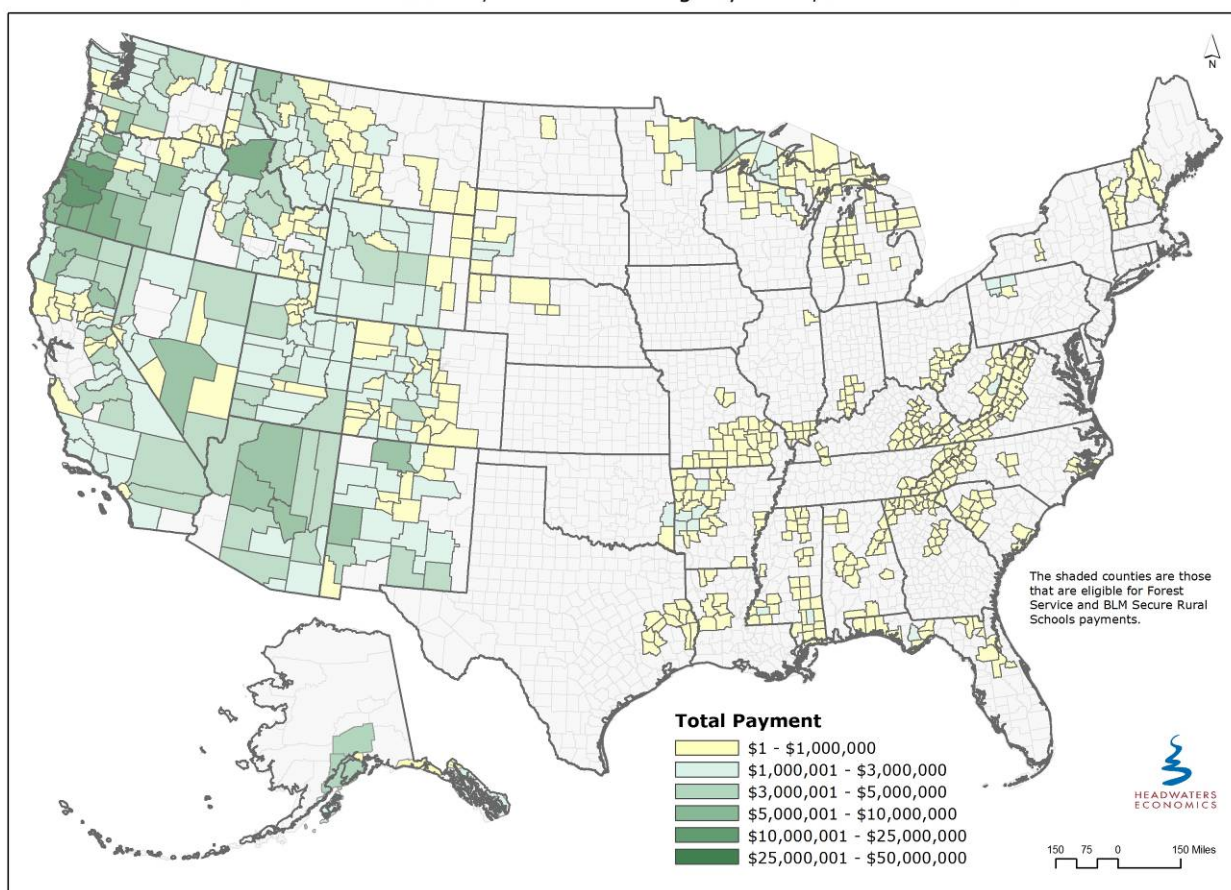 N
The shaded counties are those
that are eligible for Forest
Service and BLM Secure Rural
Schools payments.
Total Payment
$1 - $1,000,000
$1,000,001 - $3,000,000
$3,000,001 - $5,000,000
$5,000,001 - $10,000,000
$10,000,001 - $25,000,000
$25,000,001 - $50,000,000
HEADWATERS
ECONOMICS
150 75 0 150 Miles